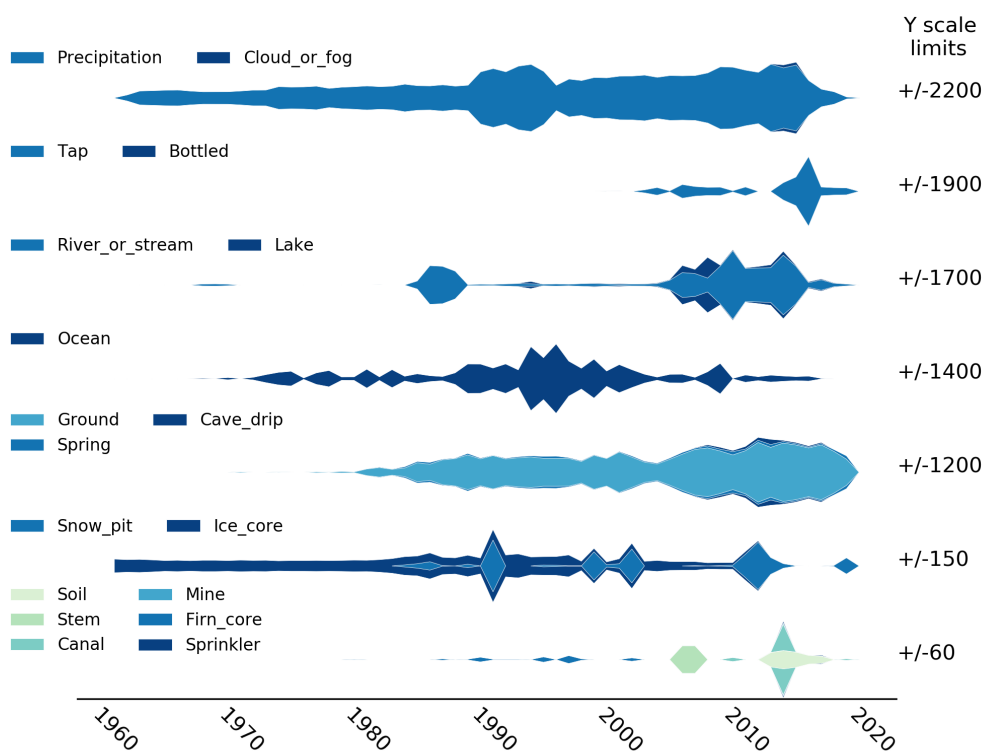 Y scale
limits
Precipitation Cloud_or_fog
+/-2200
Tap Bottled
+/-1900
River_or_stream Lake
+/-1700
Ocean
+/-1400
Ground Cave_drip
Spring
+/-1200
Snow_pit Ice_core
+/-150
Soil Mine
Stem Firn_core
Canal Sprinkler
+/-60
1960 1970 1980 1990 2000 2010 2020